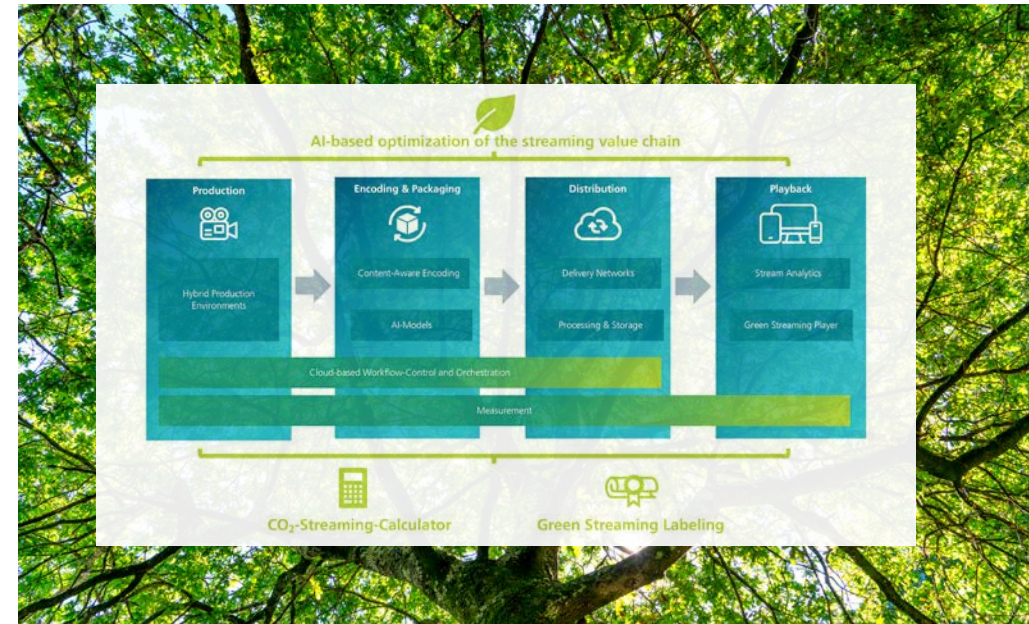 AI-based optimization of the streaming value chain
Production
Hybrid Production
Environments
Encoding & Packaging
Content-Aware Encoding
AI-Models
Distribution
Delivery Networks
Processing & Storage
Playback
Stream Analytics
Green Streaming Player
Cloud-based Workflow-Control and Orchestration
Measurement
CO₂-Streaming-Calculator
Green Streaming Labeling